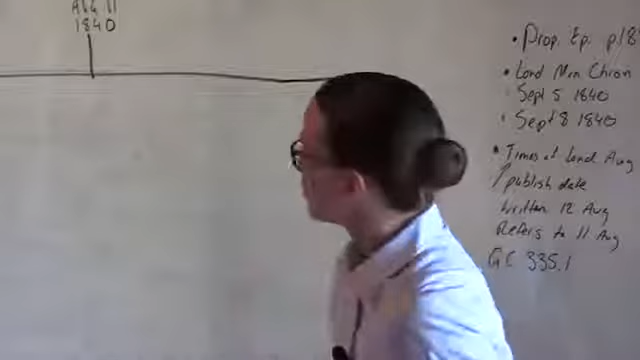 AUG 11
1840
• Prop. Ep. p18
• Lond Mrn Chron
Sept 5 1840
Sept 8 1840
• Times of Lond Aug
publish date
written 12 Aug
Refers to 11 Aug
GC 335.1